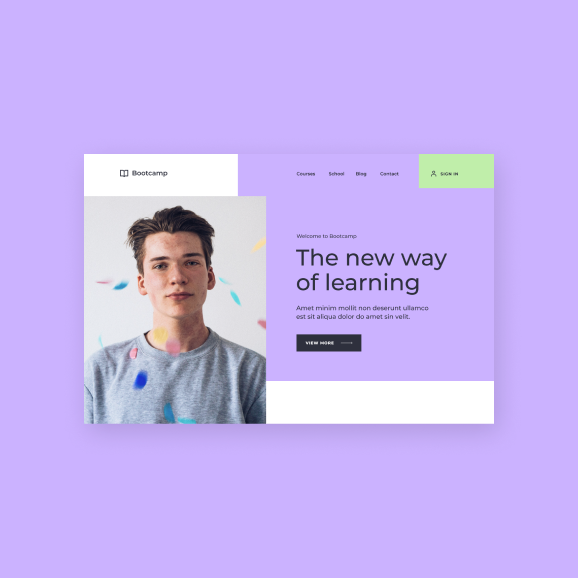 Bootcamp
Courses School Blog Contact
SIGN IN
Welcome to Bootcamp
The new way
of learning
Amet minim mollit non deserunt ullamco
est sit aliqua dolor do amet sin velit.
VIEW MORE